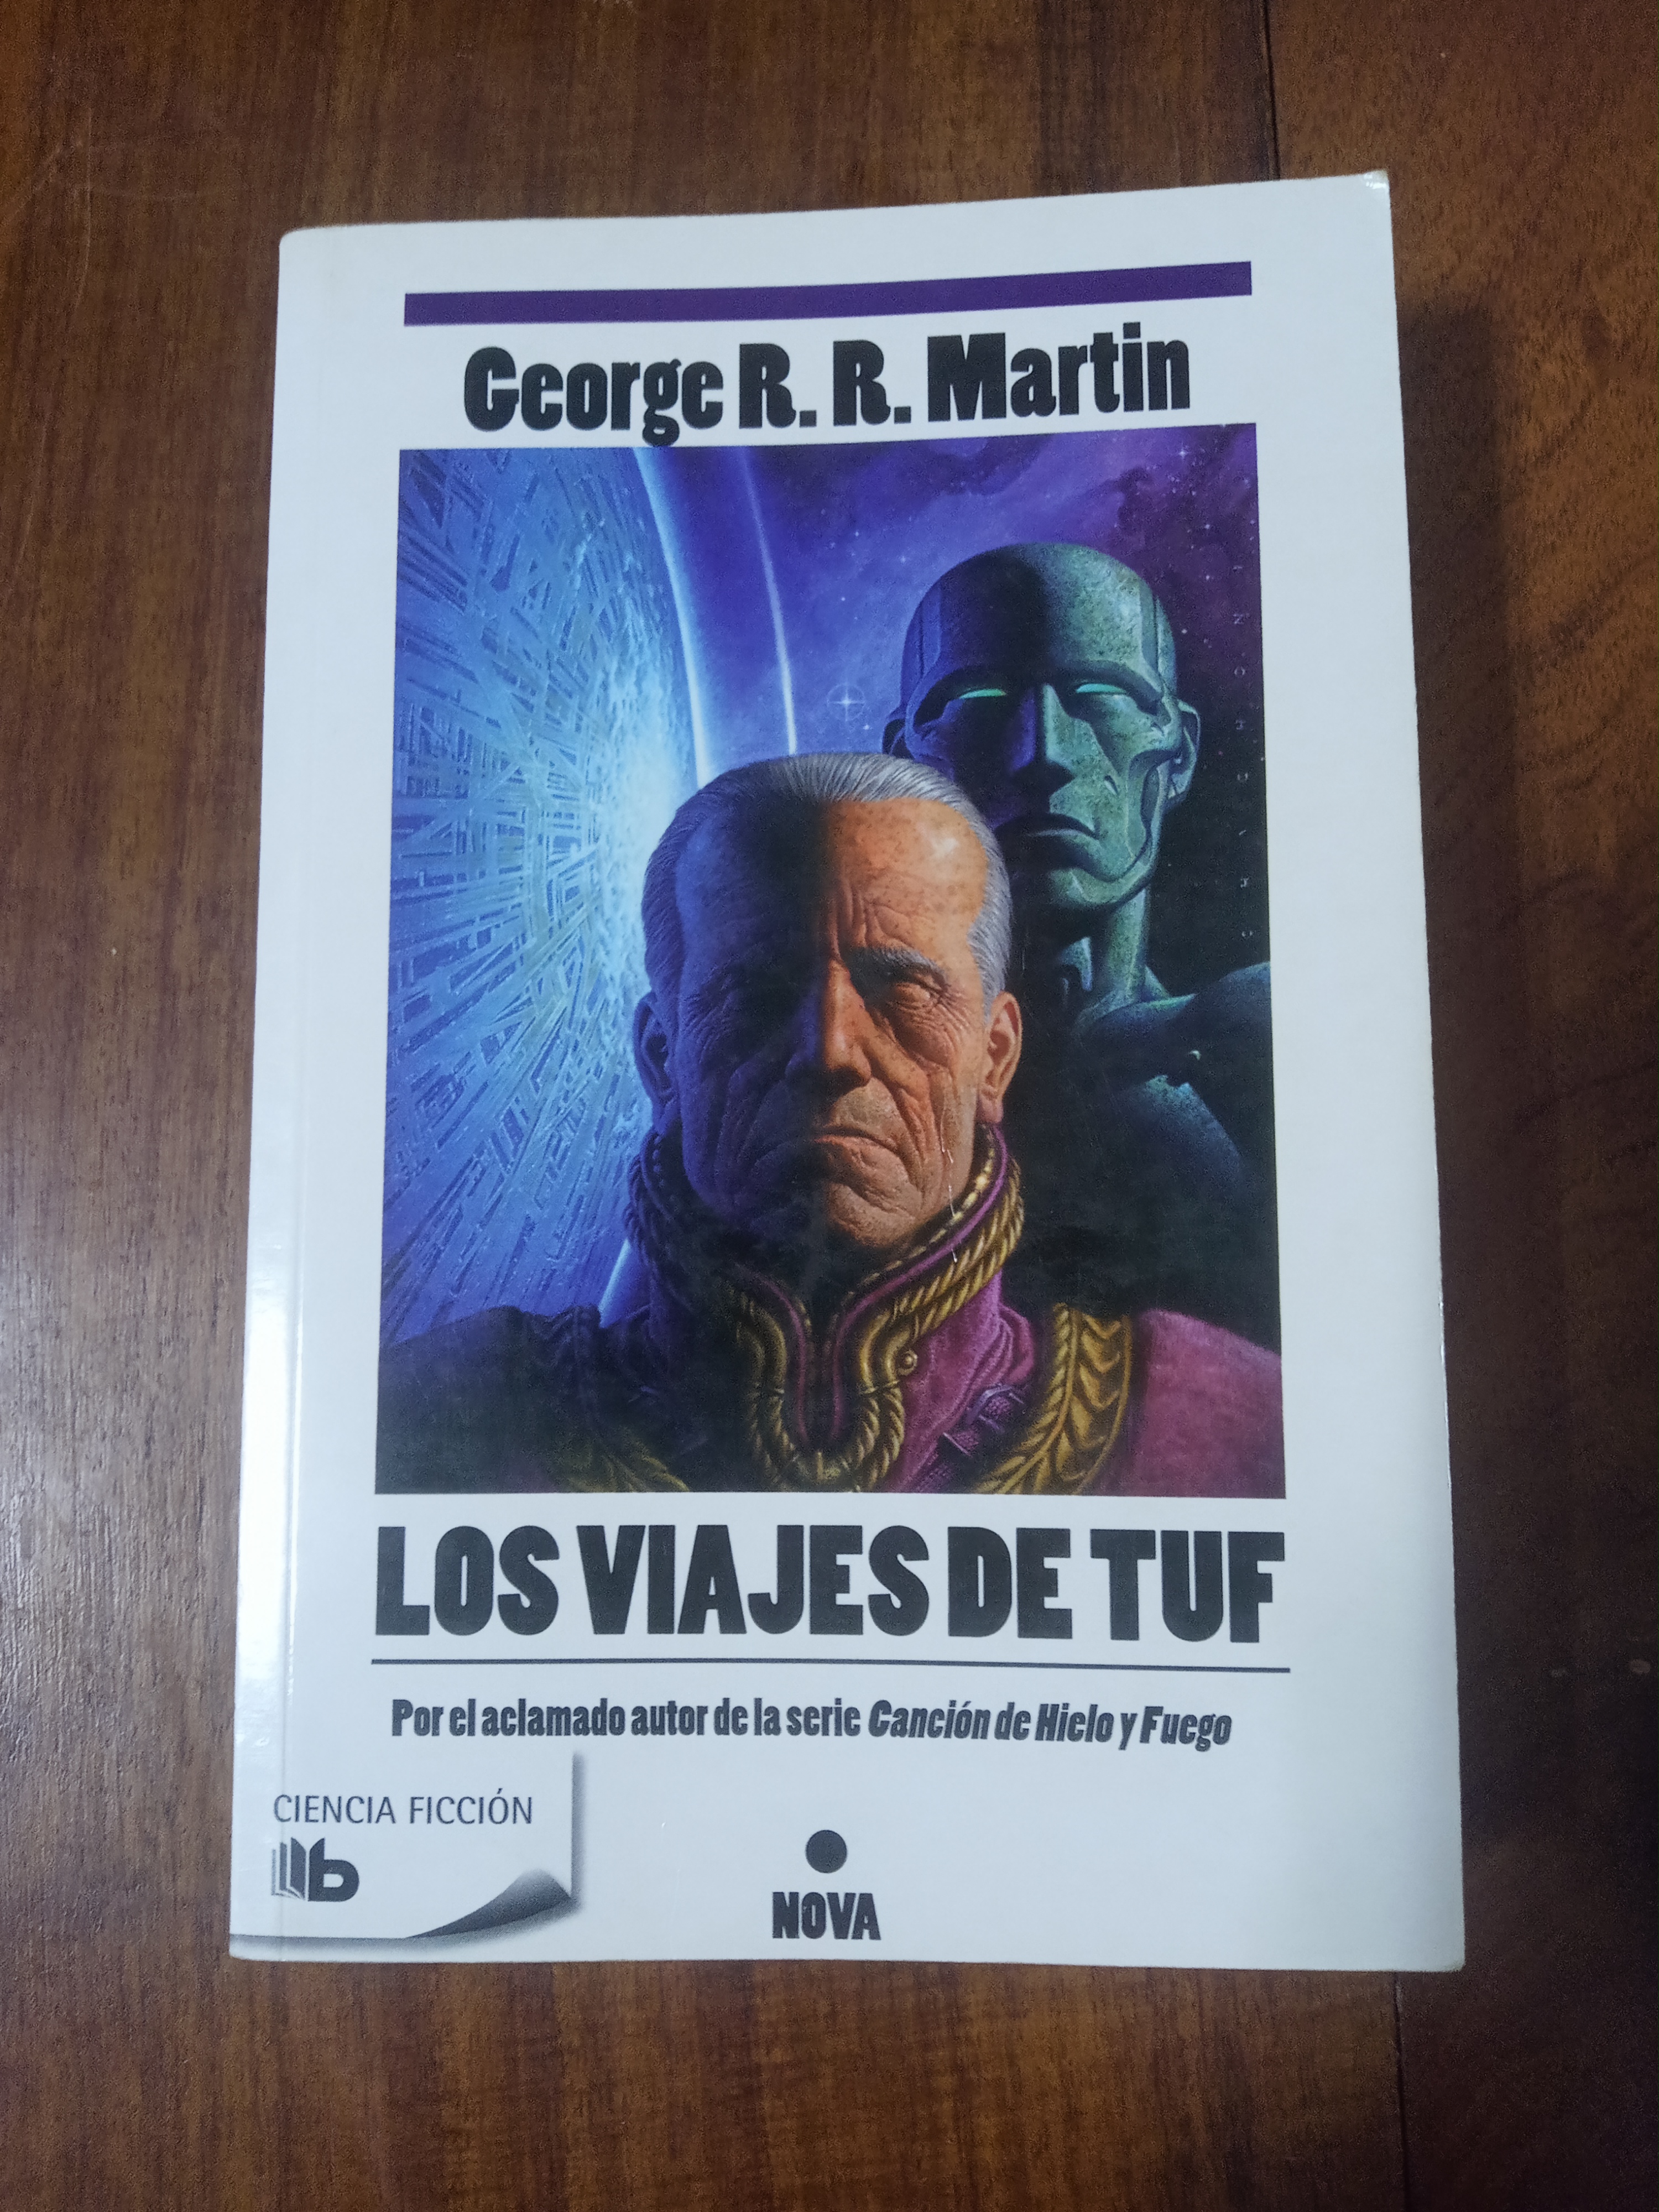 George R. R. Martin
LOS VIAJES DE TUF
Por el aclamado autor de la serie Canción de Hielo y Fuego
CIENCIA FICCIÓN
b
NOVA